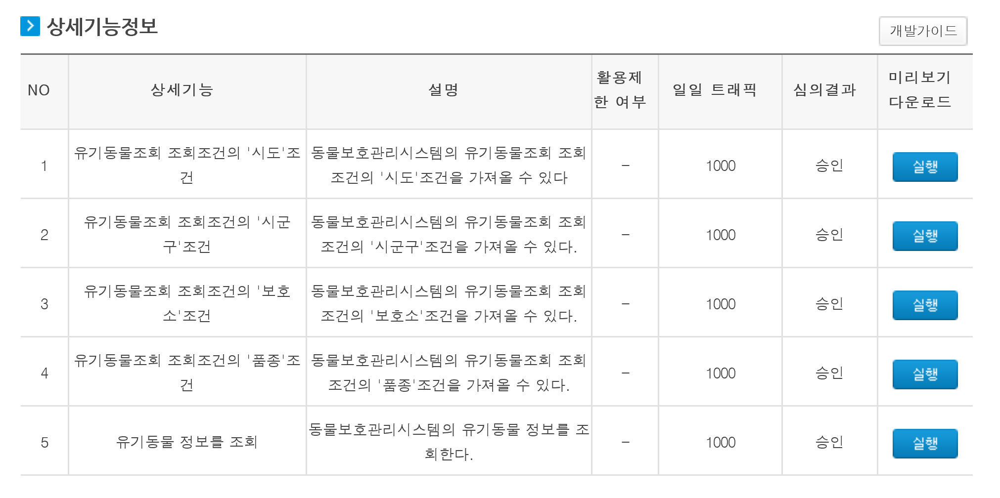 상세기능정보
개발가이드
NO 상세기능 설명 활용제한 여부 일일 트래픽 심의결과 미리보기 다운로드
1 유기동물조회 조회조건의 '시도'조건 동물보호관리시스템의 유기동물조회 조회조건의 '시도'조건을 가져올 수 있다 - 1000 승인 실행
2 유기동물조회 조회조건의 '시군구'조건 동물보호관리시스템의 유기동물조회 조회조건의 '시군구'조건을 가져올 수 있다. - 1000 승인 실행
3 유기동물조회 조회조건의 '보호소'조건 동물보호관리시스템의 유기동물조회 조회조건의 '보호소'조건을 가져올 수 있다. - 1000 승인 실행
4 유기동물조회 조회조건의 '품종'조건 동물보호관리시스템의 유기동물조회 조회조건의 '품종'조건을 가져올 수 있다. - 1000 승인 실행
5 유기동물 정보를 조회 동물보호관리시스템의 유기동물 정보를 조회한다. - 1000 승인 실행